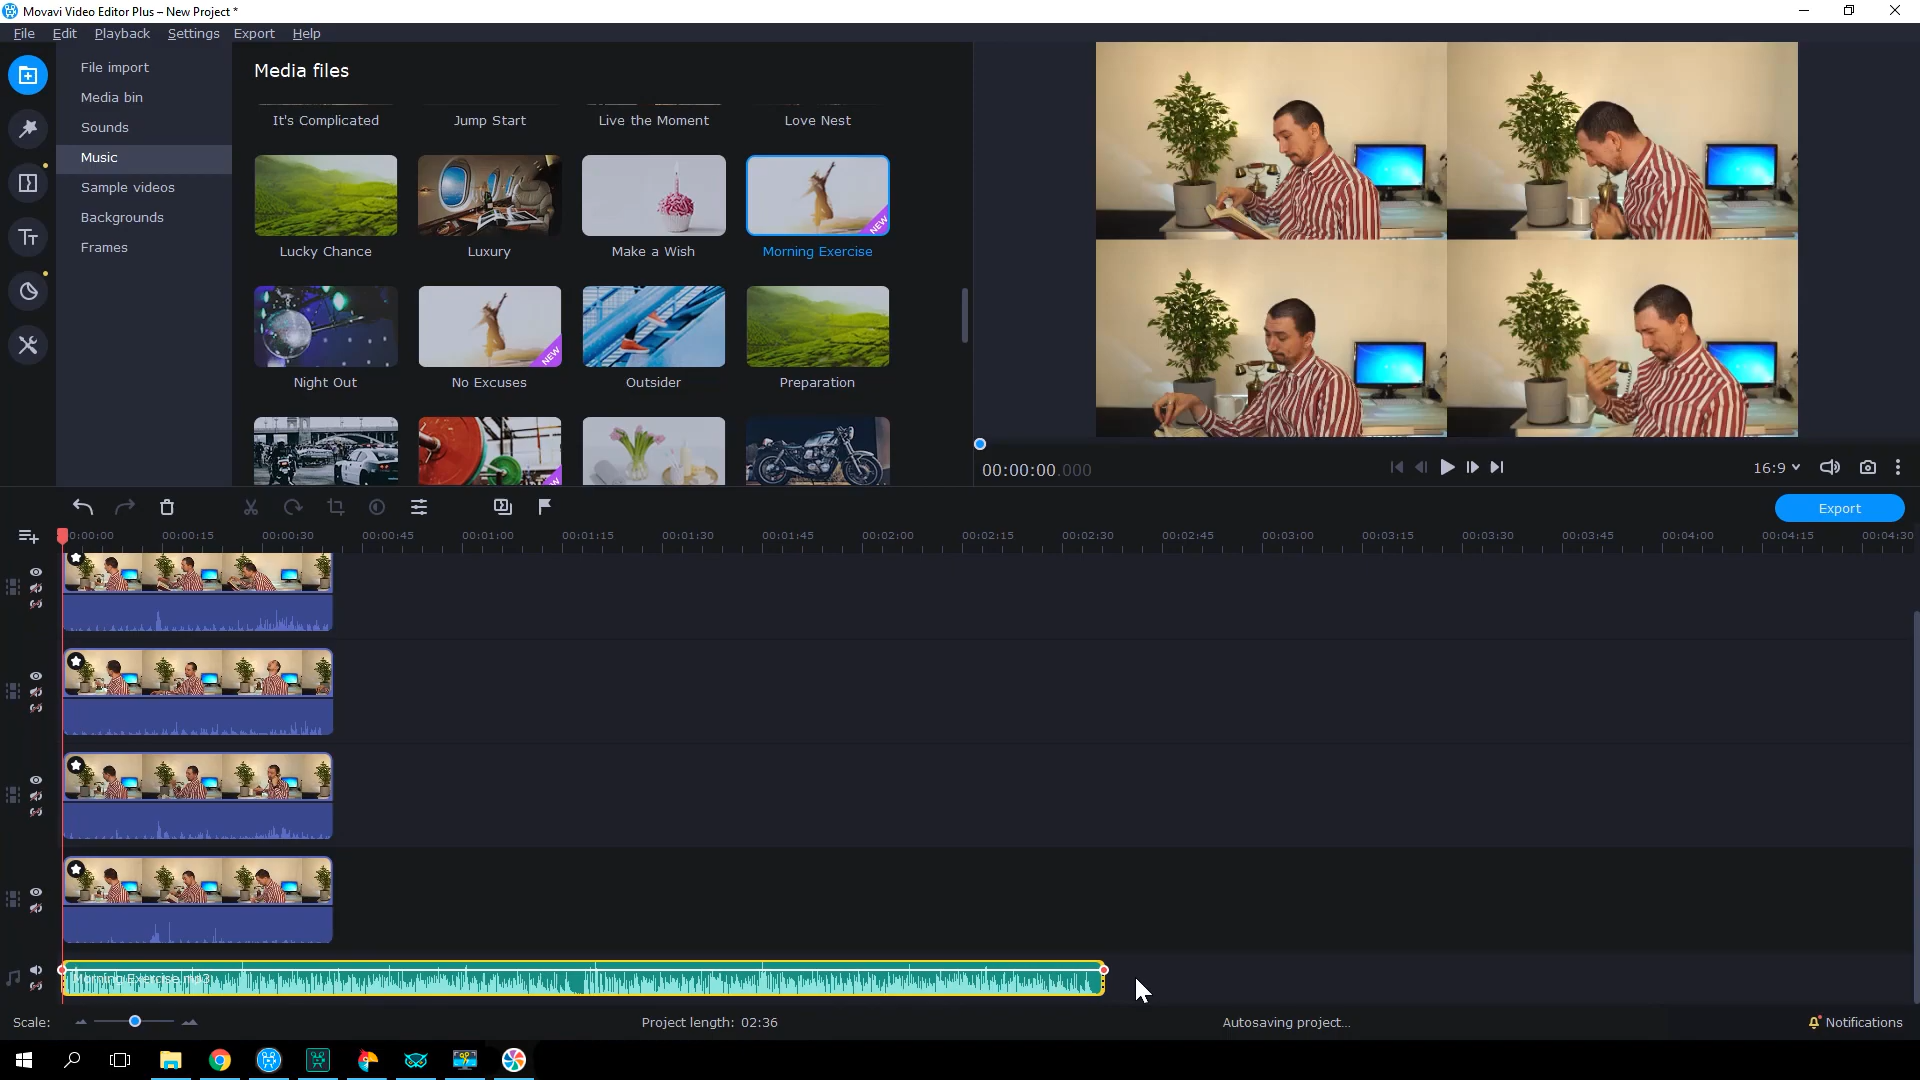 Movavi Video Editor Plus – New Project *
File Edit Playback Settings Export Help
File import
Media bin
Sounds
Music
Sample videos
Backgrounds
Frames
Media files
It's Complicated Jump Start Live the Moment Love Nest
NEW
Lucky Chance Luxury Make a Wish Morning Exercise
NEW
Night Out No Excuses Outsider Preparation
00:00:00.000
16:9
Export
0:00:00 00:00:15 00:00:30 00:00:45 00:01:00 00:01:15 00:01:30 00:01:45 00:02:00 00:02:15 00:02:30 00:02:45 00:03:00 00:03:15 00:03:30 00:03:45 00:04:00 00:04:15 00:04:30
Morning Exercise.mp3
Scale:
Project length: 02:36
Autosaving project...
Notifications